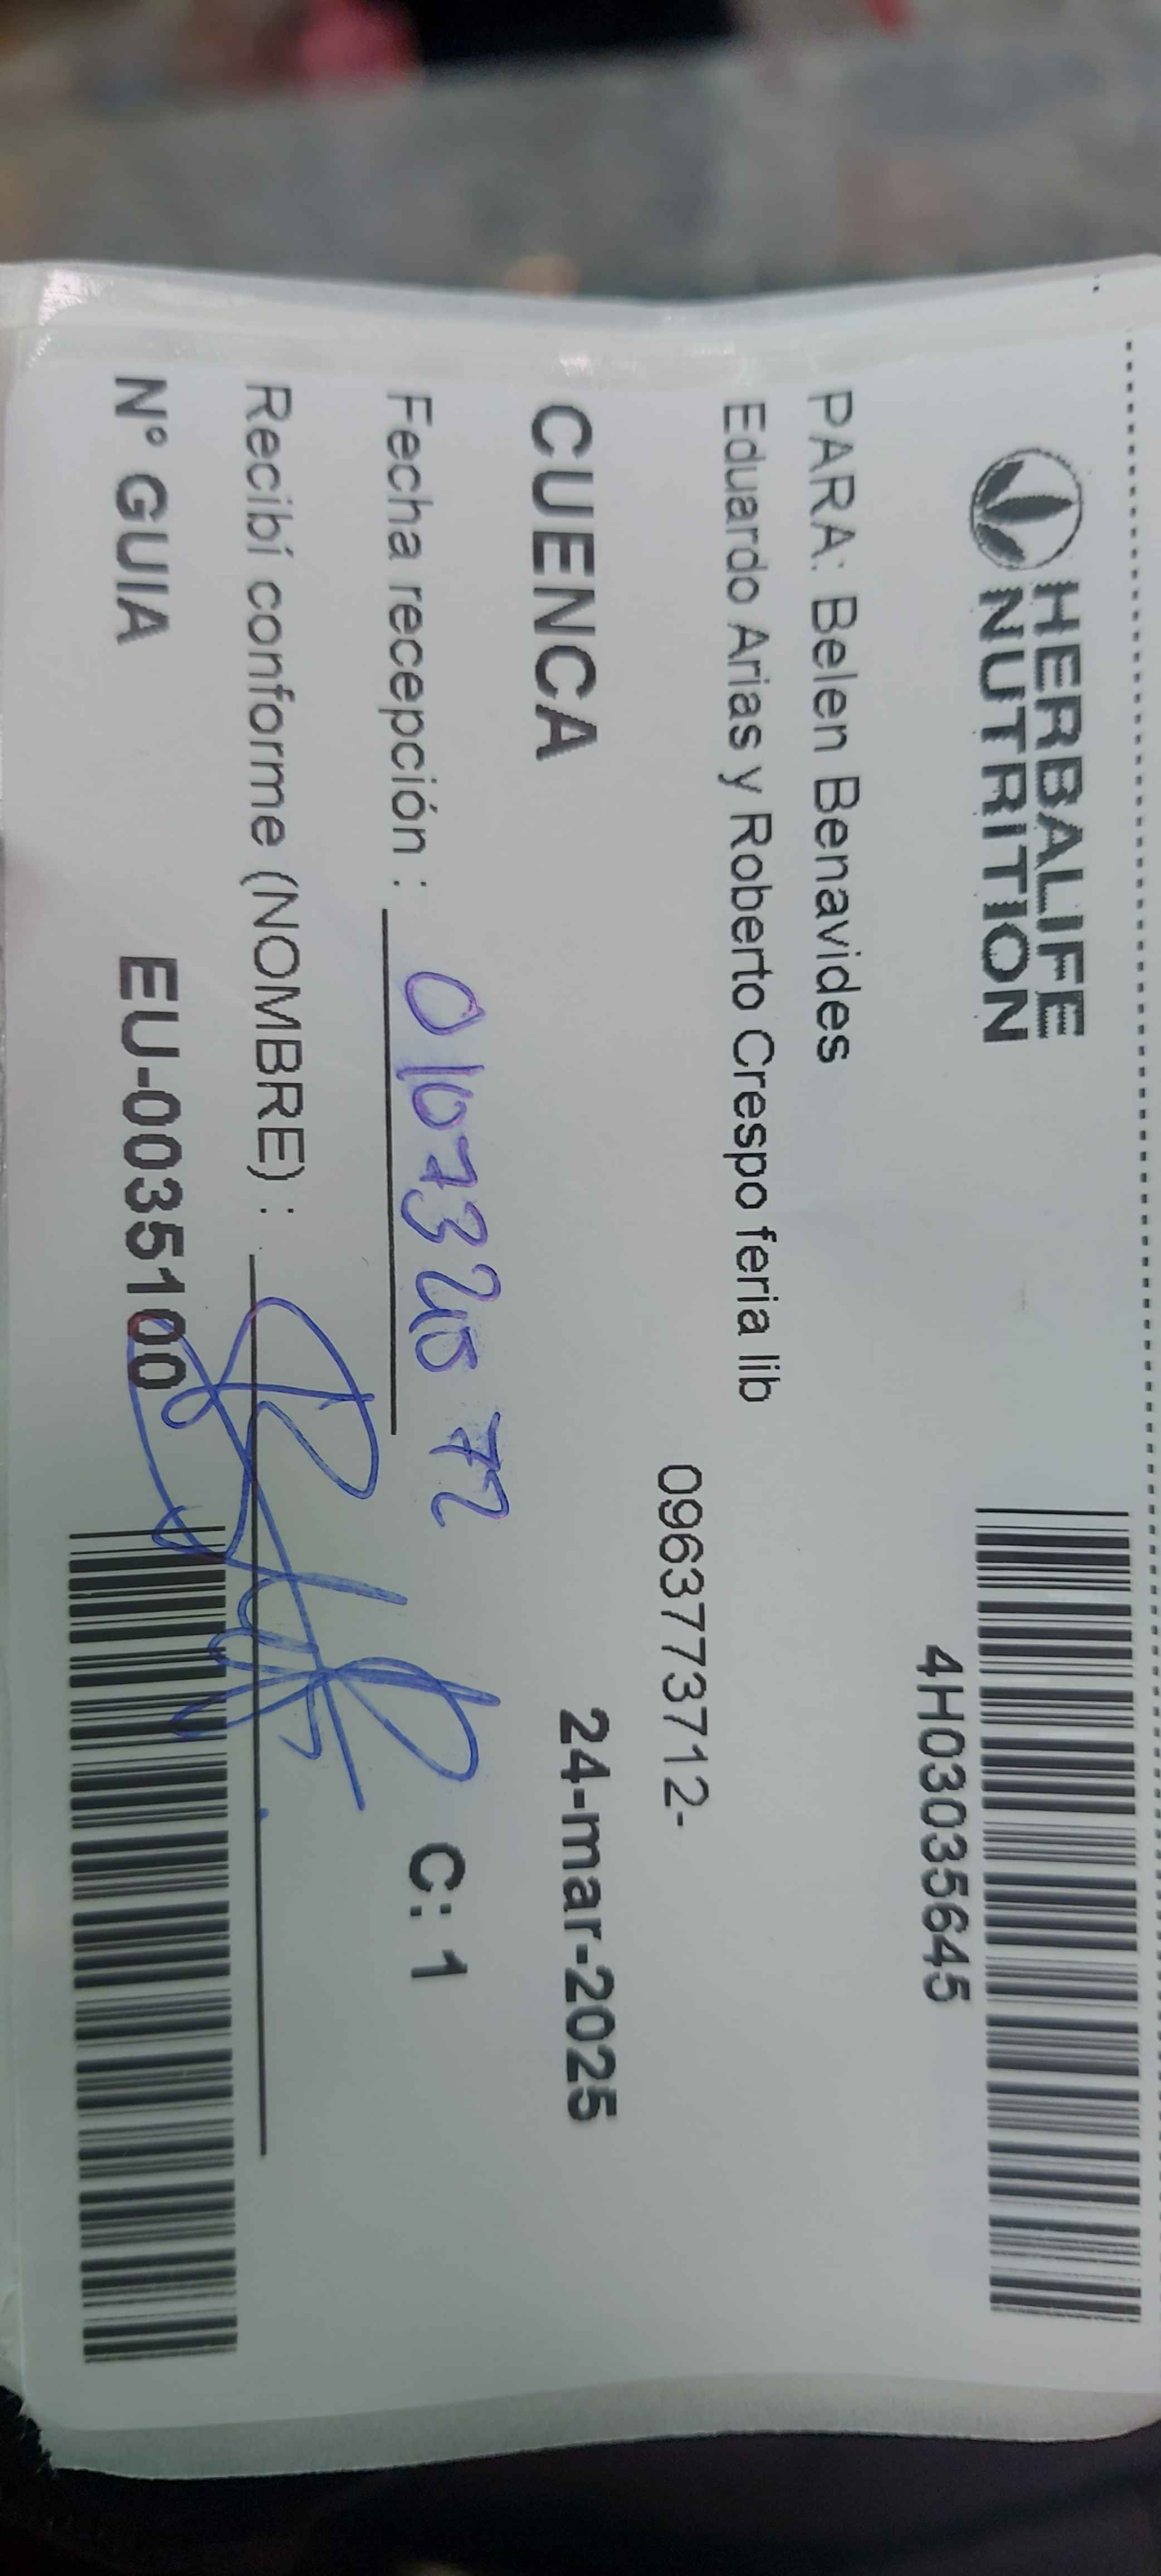 HERBALIFE
NUTRITION
4H03035645
PARA: Belen Benavides
Eduardo Arias y Roberto Crespo feria lib
0963773712-
CUENCA 24-mar-2025
Fecha recepción : C: 1
Recibí conforme (NOMBRE) :
N° GUIA EU-0035100